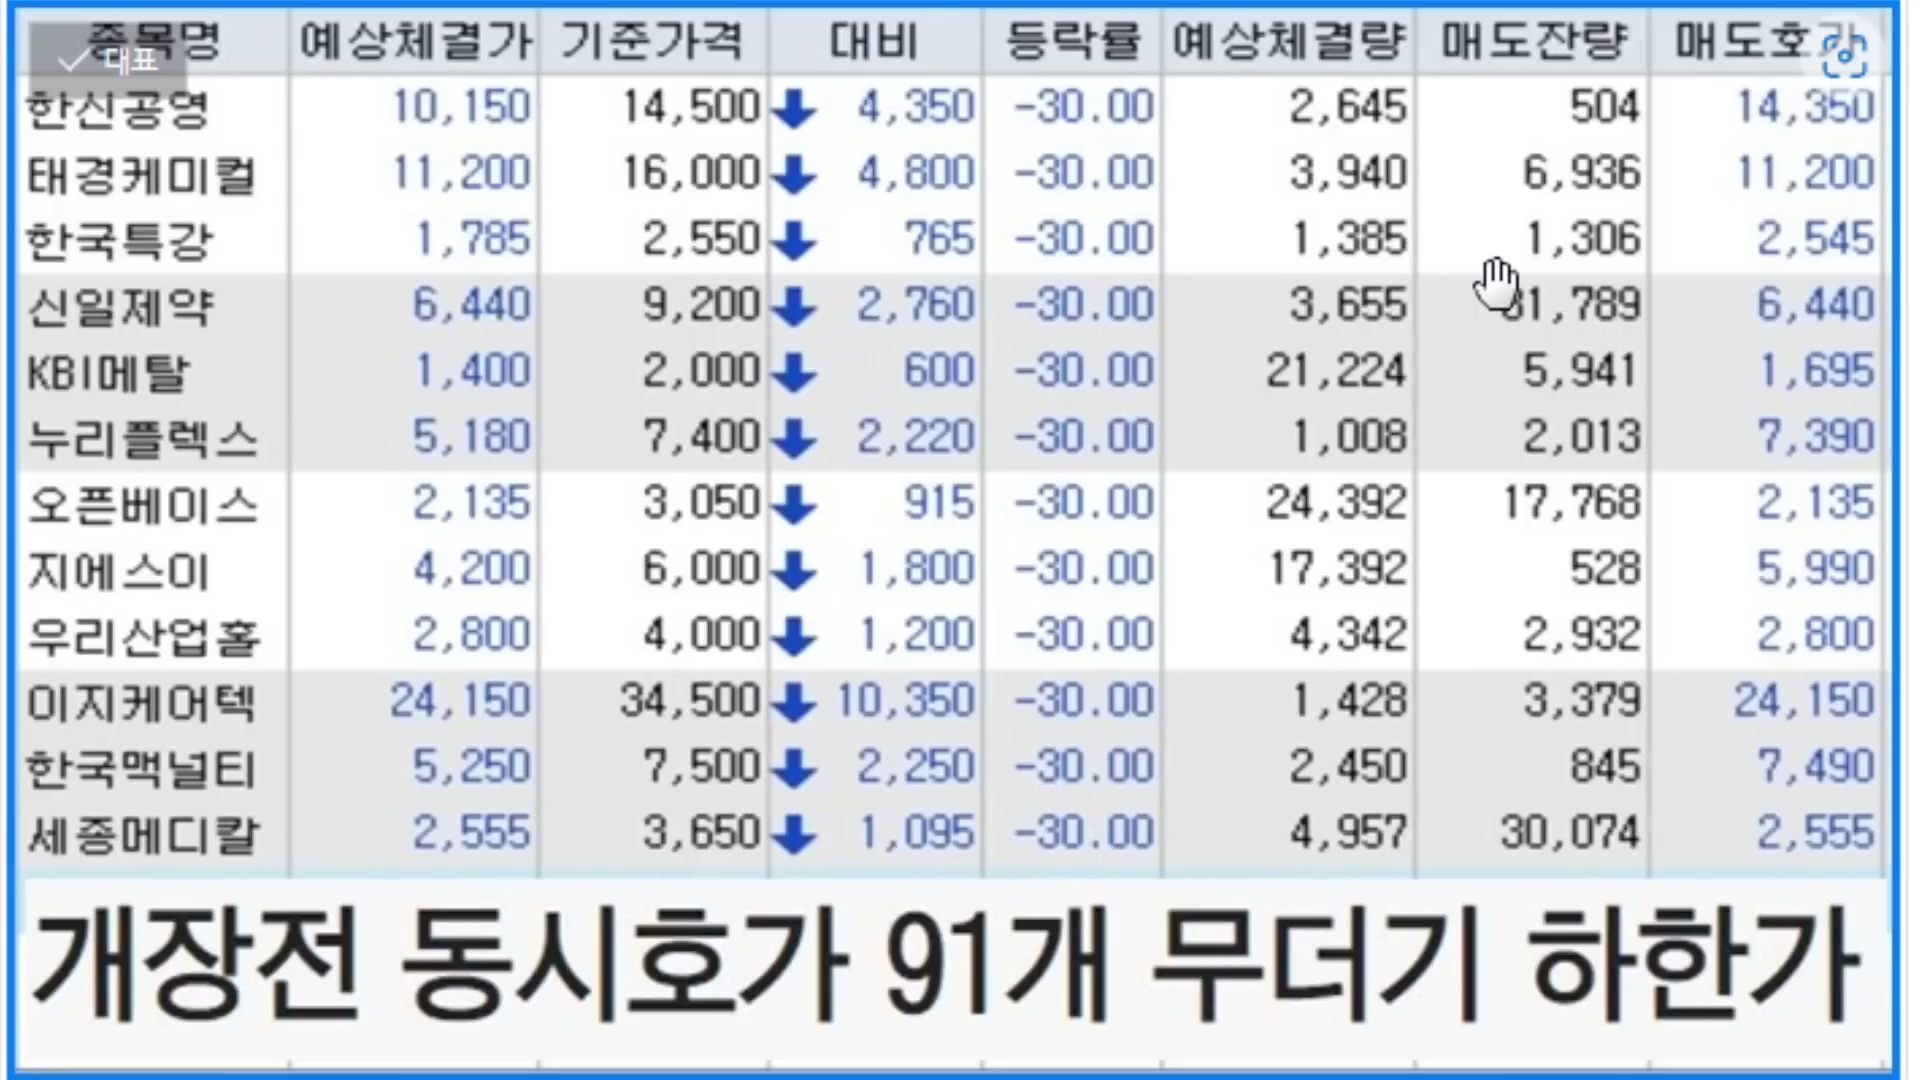 종목명 예상체결가 기준가격 대비 등락률 예상체결량 매도잔량 매도호가
대표
한신공영 10,150 14,500 4,350 -30.00 2,645 504 14,350
태경케미컬 11,200 16,000 4,800 -30.00 3,940 6,936 11,200
한국특강 1,785 2,550 765 -30.00 1,385 1,306 2,545
신일제약 6,440 9,200 2,760 -30.00 3,655 6,440
KBI메탈 1,400 2,000 600 -30.00 21,224 5,941 1,695
누리플렉스 5,180 7,400 2,220 -30.00 1,008 2,013 7,390
오픈베이스 2,135 3,050 915 -30.00 24,392 17,768 2,135
지에스이 4,200 6,000 1,800 -30.00 17,392 528 5,990
우리산업홀 2,800 4,000 1,200 -30.00 4,342 2,932 2,800
이지케어텍 24,150 34,500 10,350 -30.00 1,428 3,379 24,150
한국맥널티 5,250 7,500 2,250 -30.00 2,450 845 7,490
세종메디칼 2,555 3,650 1,095 -30.00 4,957 30,074 2,555
개장전 동시호가 91개 무더기 하한가